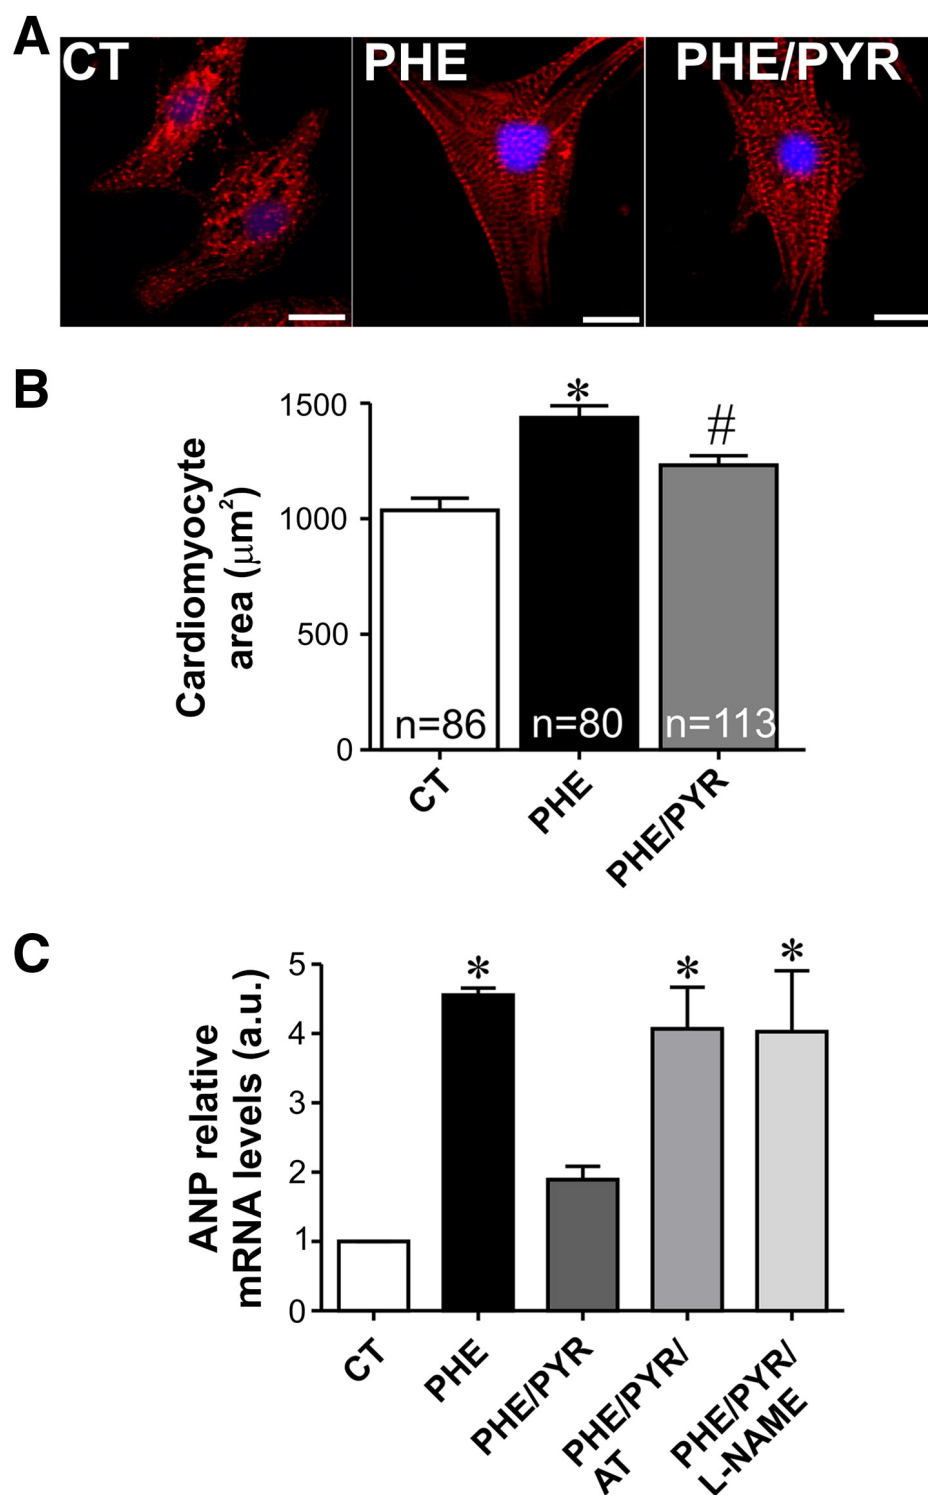 A
CT
PHE
PHE/PYR
B
Cardiomyocyte
area (μm²)
1500
1000
500
0
*
#
n=86
n=80
n=113
CT
PHE
PHE/PYR
C
ANP relative
mRNA levels (a.u.)
5
4
3
2
1
0
*
*
*
CT
PHE
PHE/PYR
PHE/PYR/
AT
PHE/PYR/
L-NAME